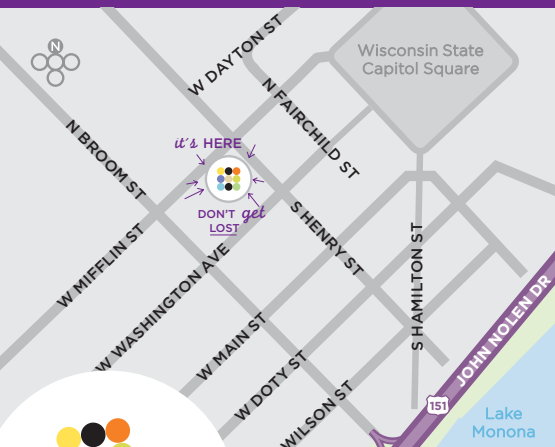 W DAYTON ST
N
Wisconsin State
Capitol Square
N FAIRCHILD ST
N BROOM ST
it's HERE
DON'T get
LOST
S HENRY ST
W MIFFLIN ST
W WASHINGTON AVE
S HAMILTON ST
JOHN NOLEN DR
W MAIN ST
W DOTY ST
WILSON ST
151
Lake
Monona